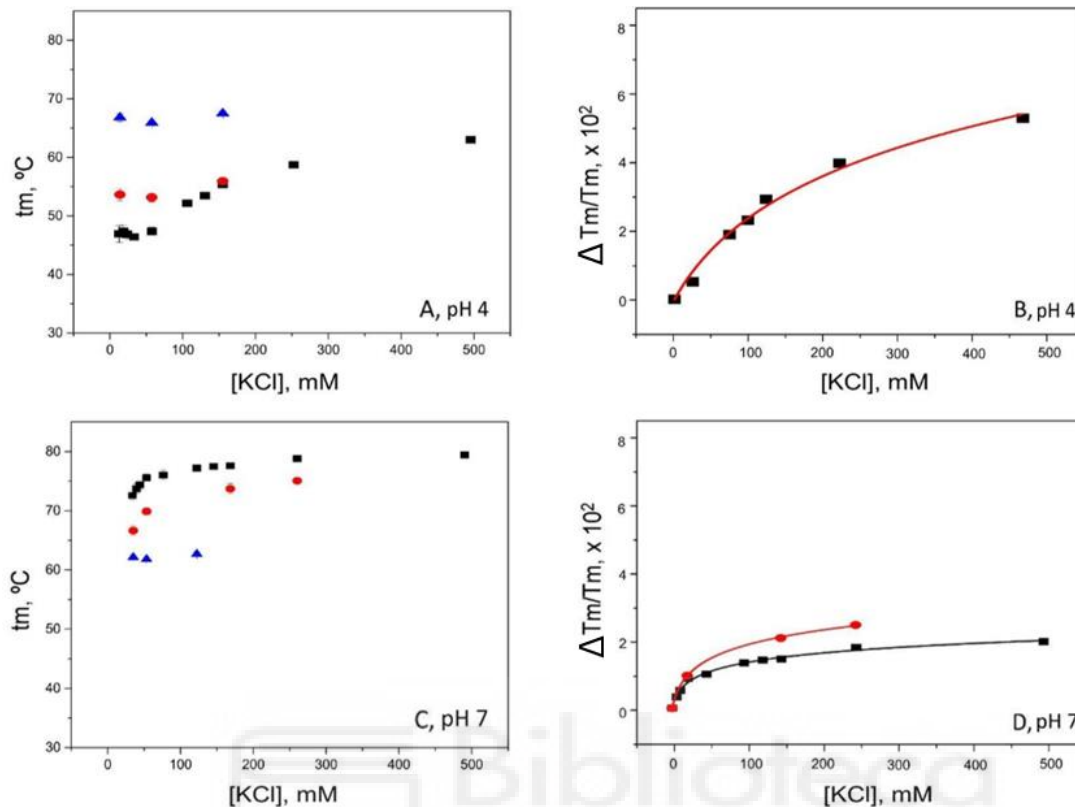 80
70
60
50
40
30
tm, ºC
0 100 200 300 400 500
[KCl], mM
A, pH 4
8
6
4
2
0
Δ Tm/Tm, x 10²
0 100 200 300 400 500
[KCl], mM
B, pH 4
80
70
60
50
40
30
tm, ºC
0 100 200 300 400 500
[KCl], mM
C, pH 7
8
6
4
2
0
Δ Tm/Tm, x 10²
0 100 200 300 400 500
[KCl], mM
D, pH 7
Biblioteca